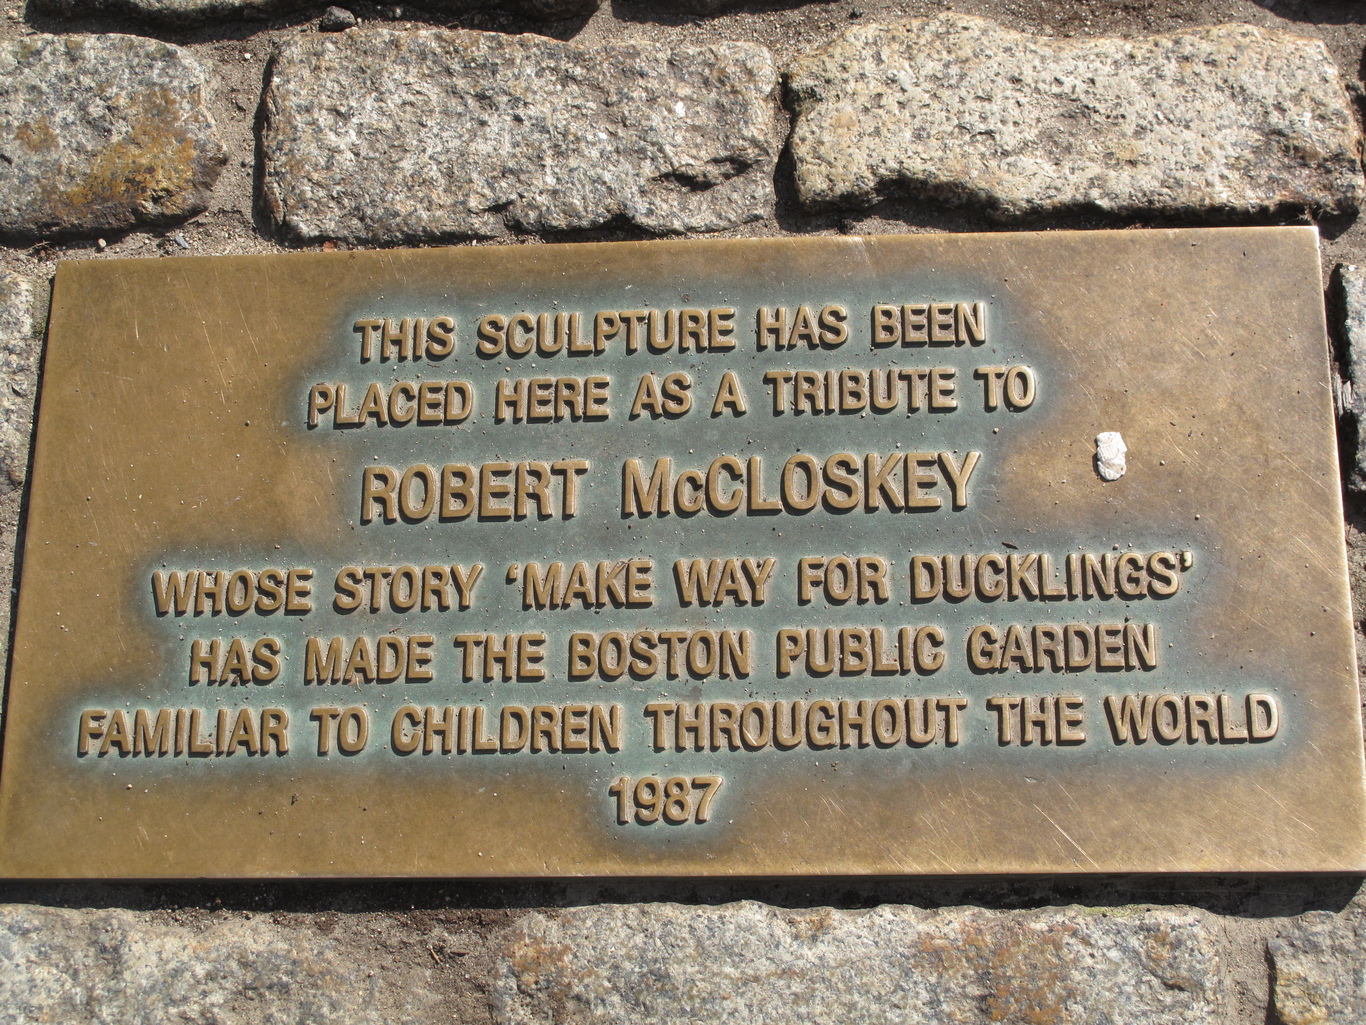 THIS SCULPTURE HAS BEEN
PLACED HERE AS A TRIBUTE TO
ROBERT McCLOSKEY
WHOSE STORY ‘MAKE WAY FOR DUCKLINGS’
HAS MADE THE BOSTON PUBLIC GARDEN
FAMILIAR TO CHILDREN THROUGHOUT THE WORLD
1987